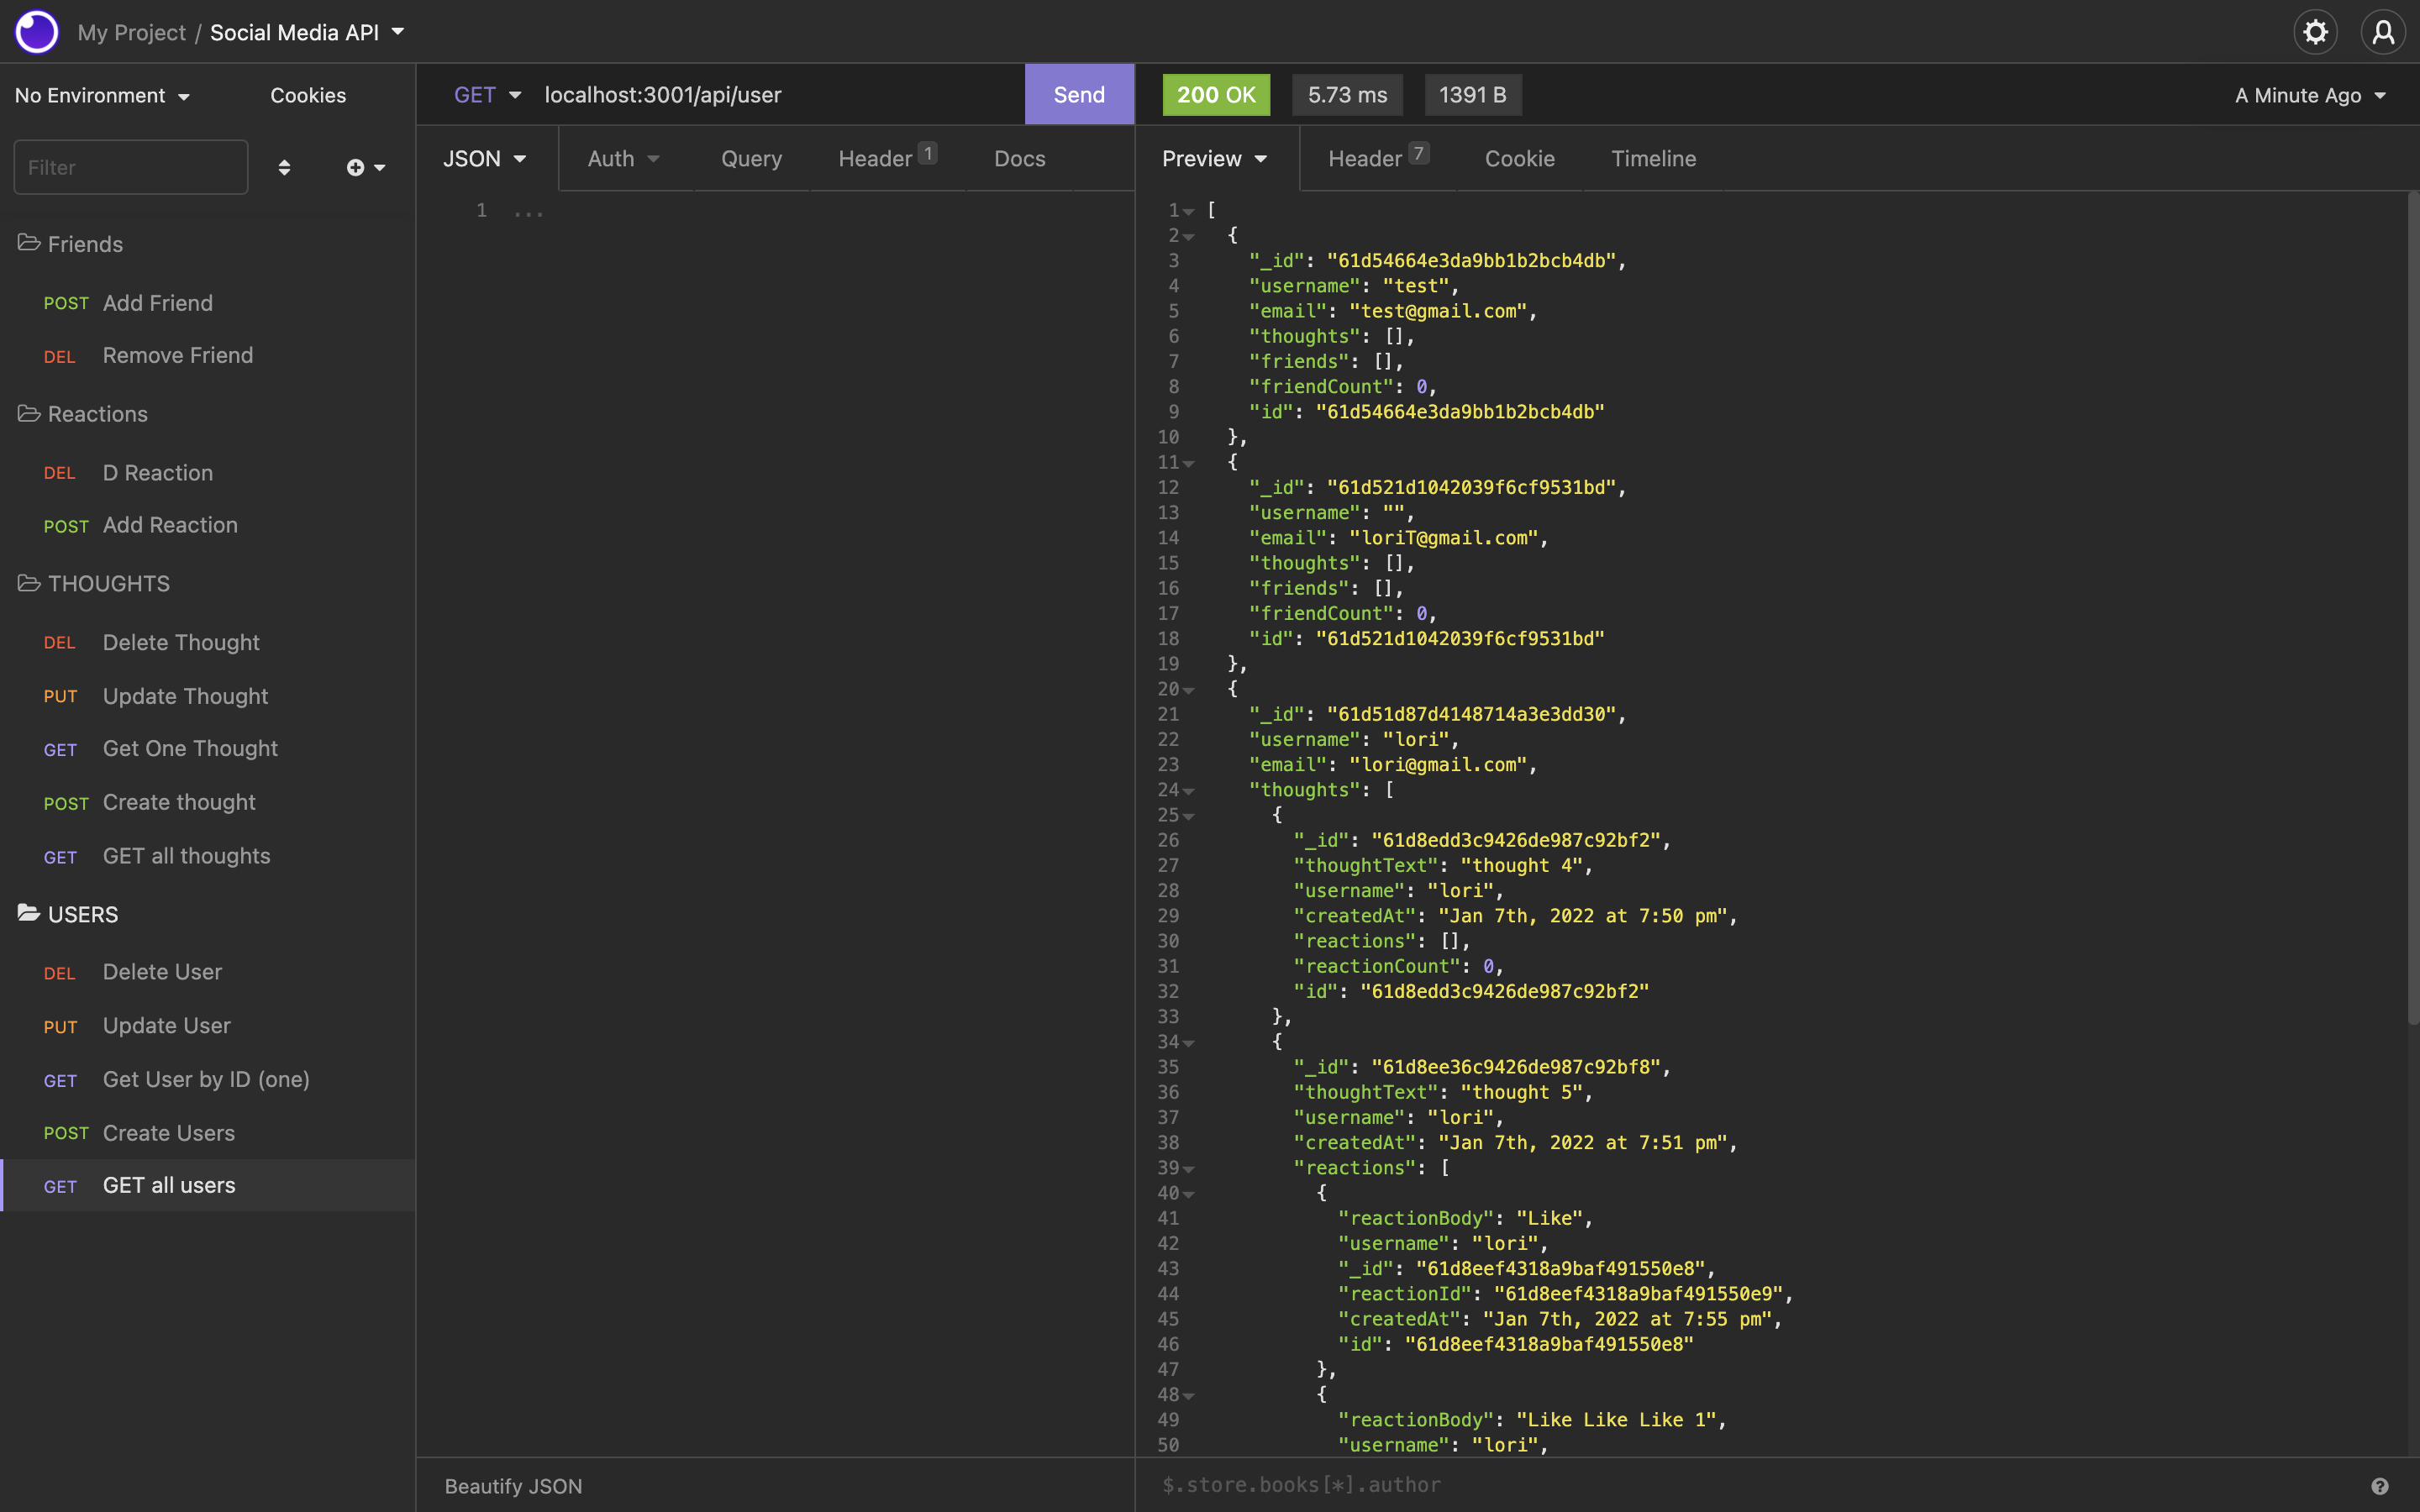 My Project / Social Media API
No Environment
Cookies
Filter
Friends
POST Add Friend
DEL Remove Friend
Reactions
DEL D Reaction
POST Add Reaction
THOUGHTS
DEL Delete Thought
PUT Update Thought
GET Get One Thought
POST Create thought
GET GET all thoughts
USERS
DEL Delete User
PUT Update User
GET Get User by ID (one)
POST Create Users
GET GET all users
GET localhost:3001/api/user Send
JSON Auth Query Header 1 Docs
1 ...
Beautify JSON
200 OK 5.73 ms 1391 B A Minute Ago
Preview Header 7 Cookie Timeline
1 [
2 {
3 "_id": "61d54664e3da9bb1b2bcb4db",
4 "username": "test",
5 "email": "test@gmail.com",
6 "thoughts": [],
7 "friends": [],
8 "friendCount": 0,
9 "id": "61d54664e3da9bb1b2bcb4db"
10 },
11 {
12 "_id": "61d521d1042039f6cf9531bd",
13 "username": "",
14 "email": "loriT@gmail.com",
15 "thoughts": [],
16 "friends": [],
17 "friendCount": 0,
18 "id": "61d521d1042039f6cf9531bd"
19 },
20 {
21 "_id": "61d51d87d4148714a3e3dd30",
22 "username": "lori",
23 "email": "lori@gmail.com",
24 "thoughts": [
25 {
26 "_id": "61d8edd3c9426de987c92bf2",
27 "thoughtText": "thought 4",
28 "username": "lori",
29 "createdAt": "Jan 7th, 2022 at 7:50 pm",
30 "reactions": [],
31 "reactionCount": 0,
32 "id": "61d8edd3c9426de987c92bf2"
33 },
34 {
35 "_id": "61d8ee36c9426de987c92bf8",
36 "thoughtText": "thought 5",
37 "username": "lori",
38 "createdAt": "Jan 7th, 2022 at 7:51 pm",
39 "reactions": [
40 {
41 "reactionBody": "Like",
42 "username": "lori",
43 "_id": "61d8eef4318a9baf491550e8",
44 "reactionId": "61d8eef4318a9baf491550e9",
45 "createdAt": "Jan 7th, 2022 at 7:55 pm",
46 "id": "61d8eef4318a9baf491550e8"
47 },
48 {
49 "reactionBody": "Like Like Like 1",
50 "username": "lori",
$.store.books[*].author